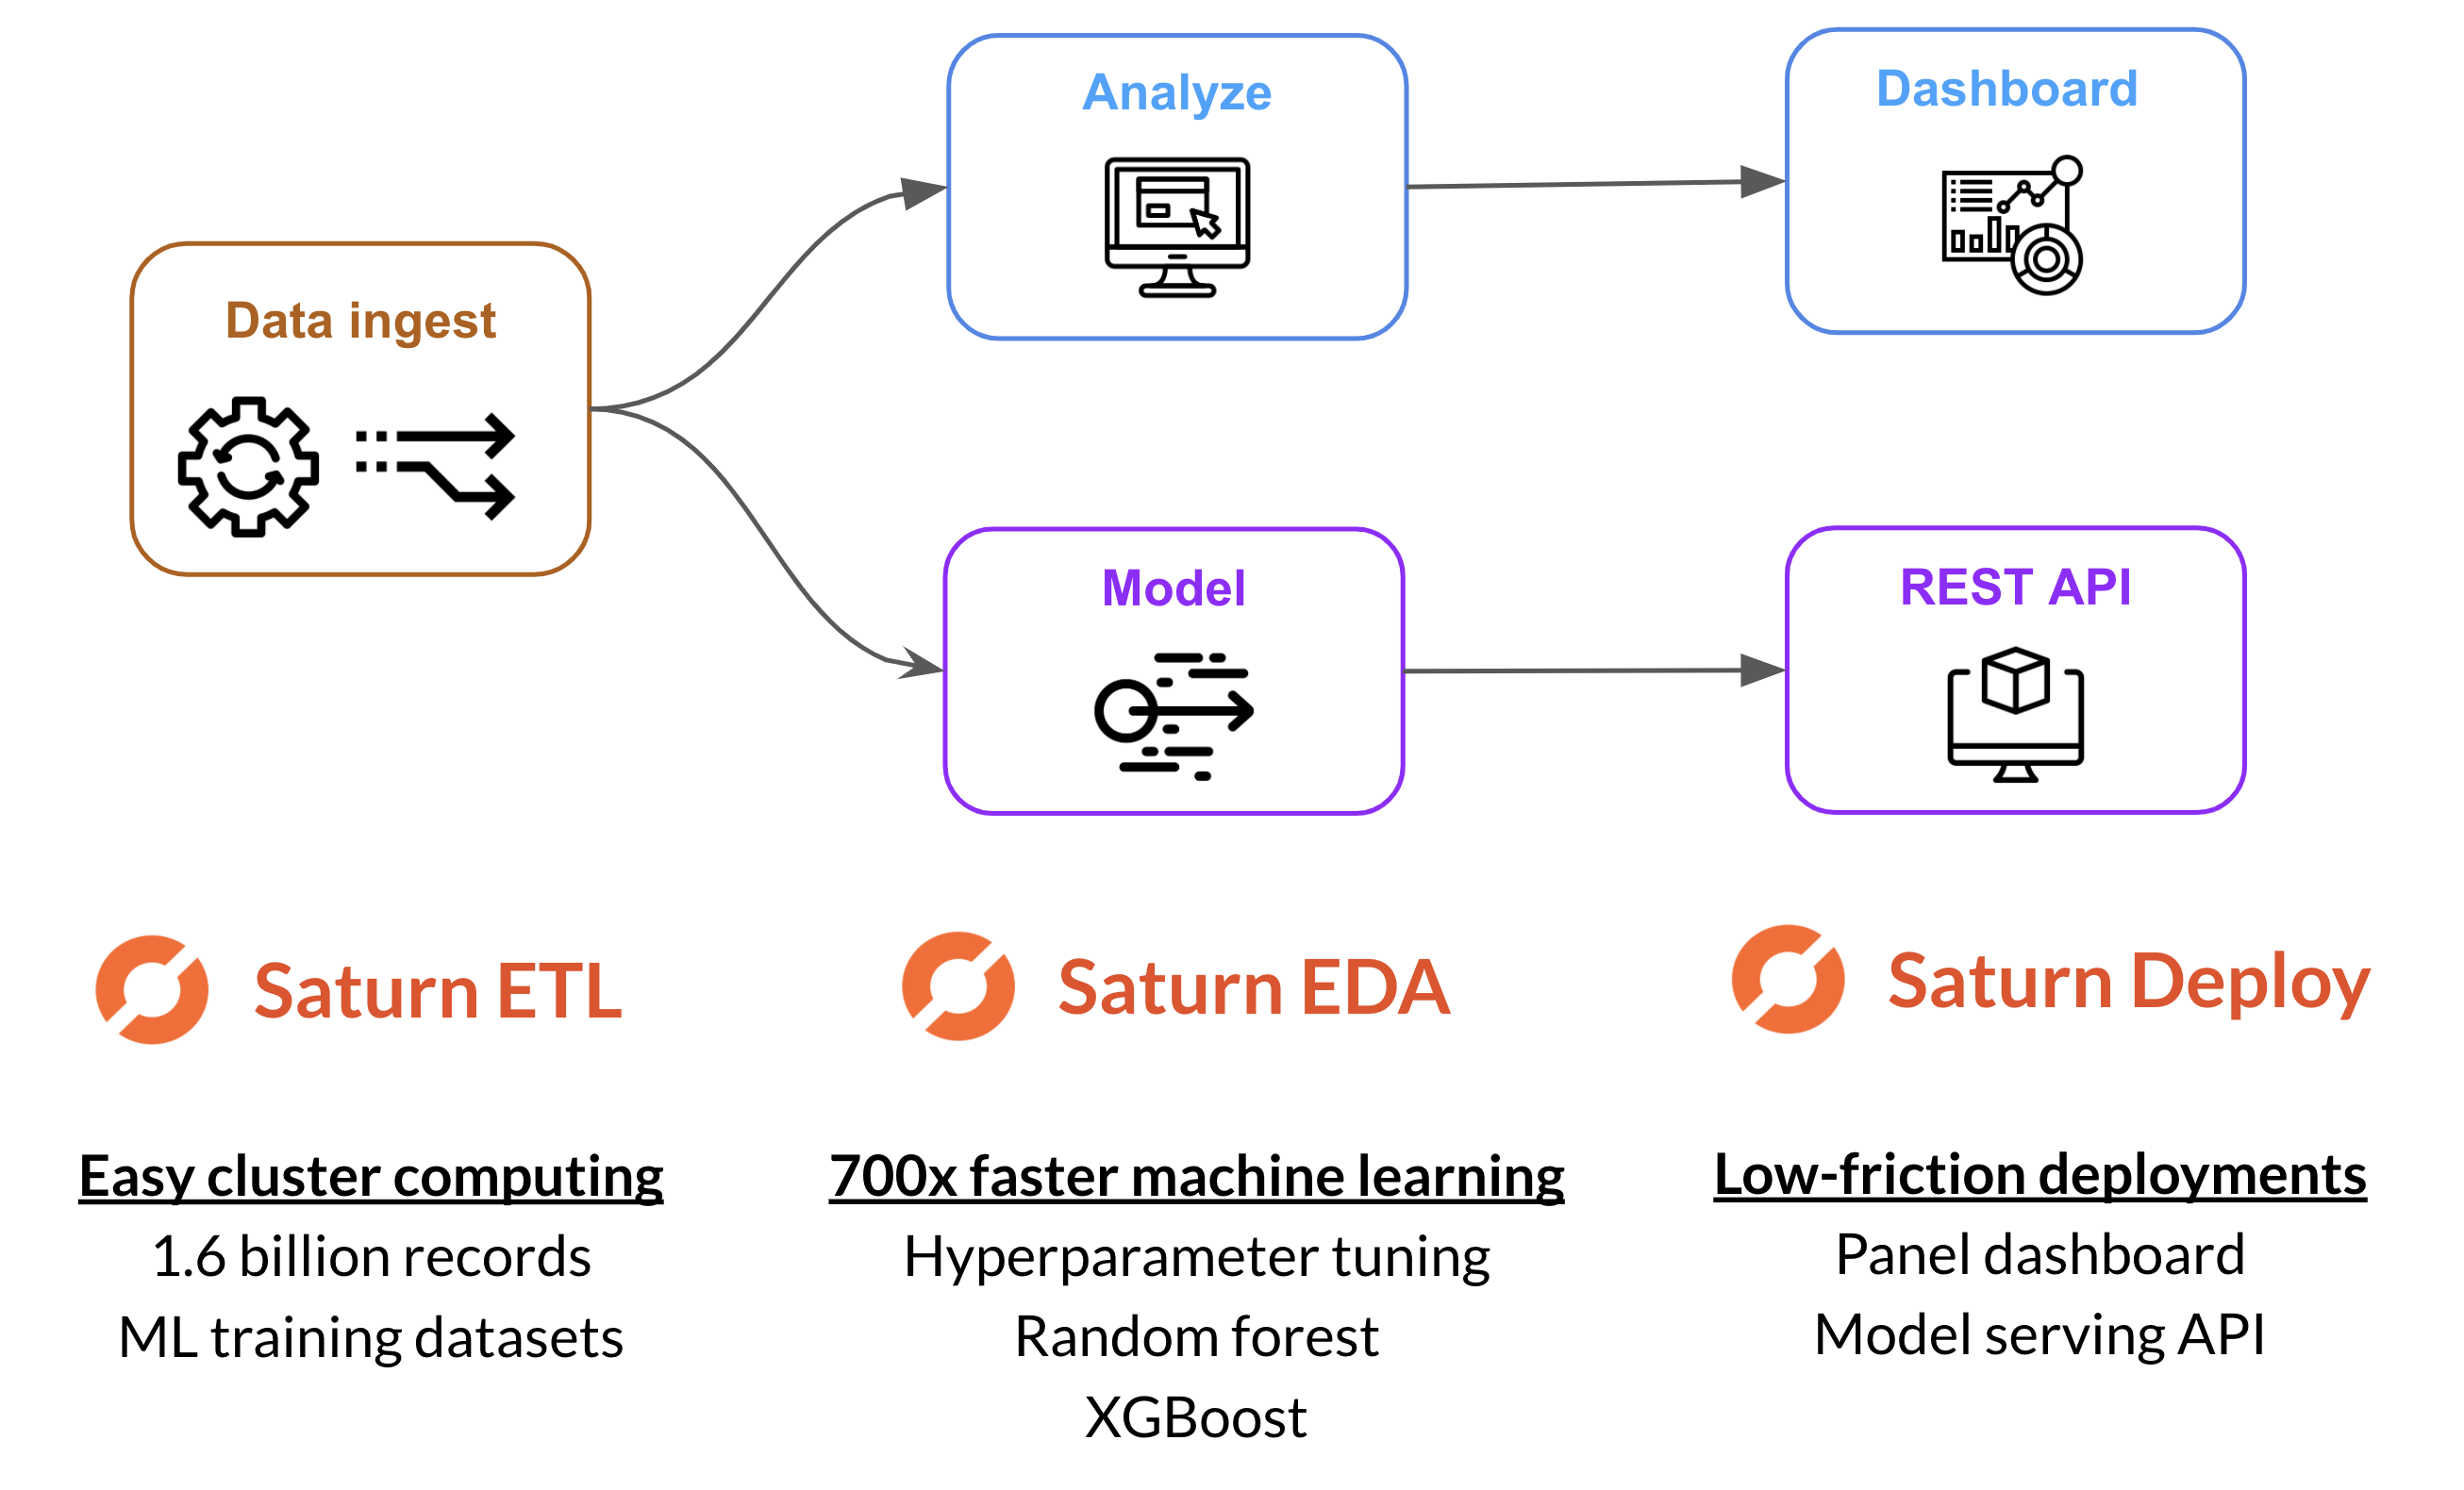 Analyze
Dashboard
Data ingest
Model
REST API
Saturn ETL
Saturn EDA
Saturn Deploy
Easy cluster computing
1.6 billion records
ML training datasets
700x faster machine learning
Hyperparameter tuning
Random forest
XGBoost
Low-friction deployments
Panel dashboard
Model serving API